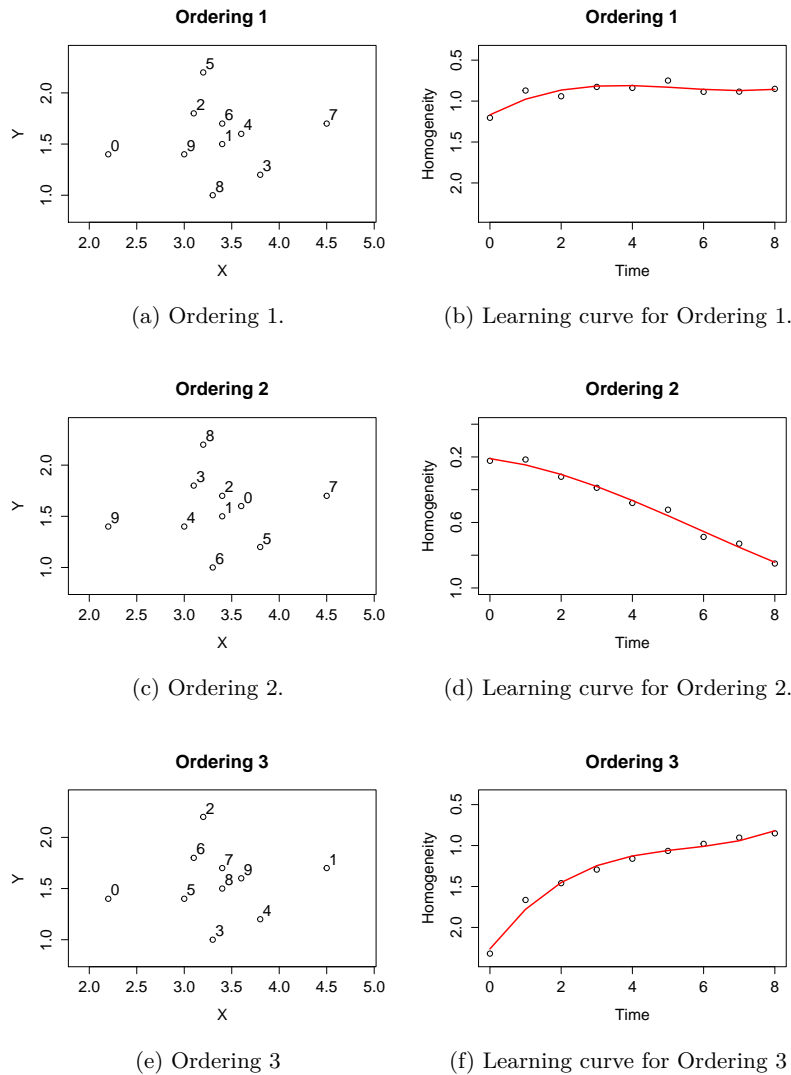 Ordering 1
Y
2.0
1.5
1.0
0
1
2
3
4
5
6
7
8
9
2.0 2.5 3.0 3.5 4.0 4.5 5.0
X
(a) Ordering 1.
Ordering 1
Homogeneity
0.5
1.0
1.5
2.0
0 2 4 6 8
Time
(b) Learning curve for Ordering 1.
Ordering 2
Y
2.0
1.5
1.0
0
1
2
3
4
5
6
7
8
9
2.0 2.5 3.0 3.5 4.0 4.5 5.0
X
(c) Ordering 2.
Ordering 2
Homogeneity
0.2
0.6
1.0
0 2 4 6 8
Time
(d) Learning curve for Ordering 2.
Ordering 3
Y
2.0
1.5
1.0
0
1
2
3
4
5
6
7
8
9
2.0 2.5 3.0 3.5 4.0 4.5 5.0
X
(e) Ordering 3
Ordering 3
Homogeneity
0.5
1.0
1.5
2.0
0 2 4 6 8
Time
(f) Learning curve for Ordering 3